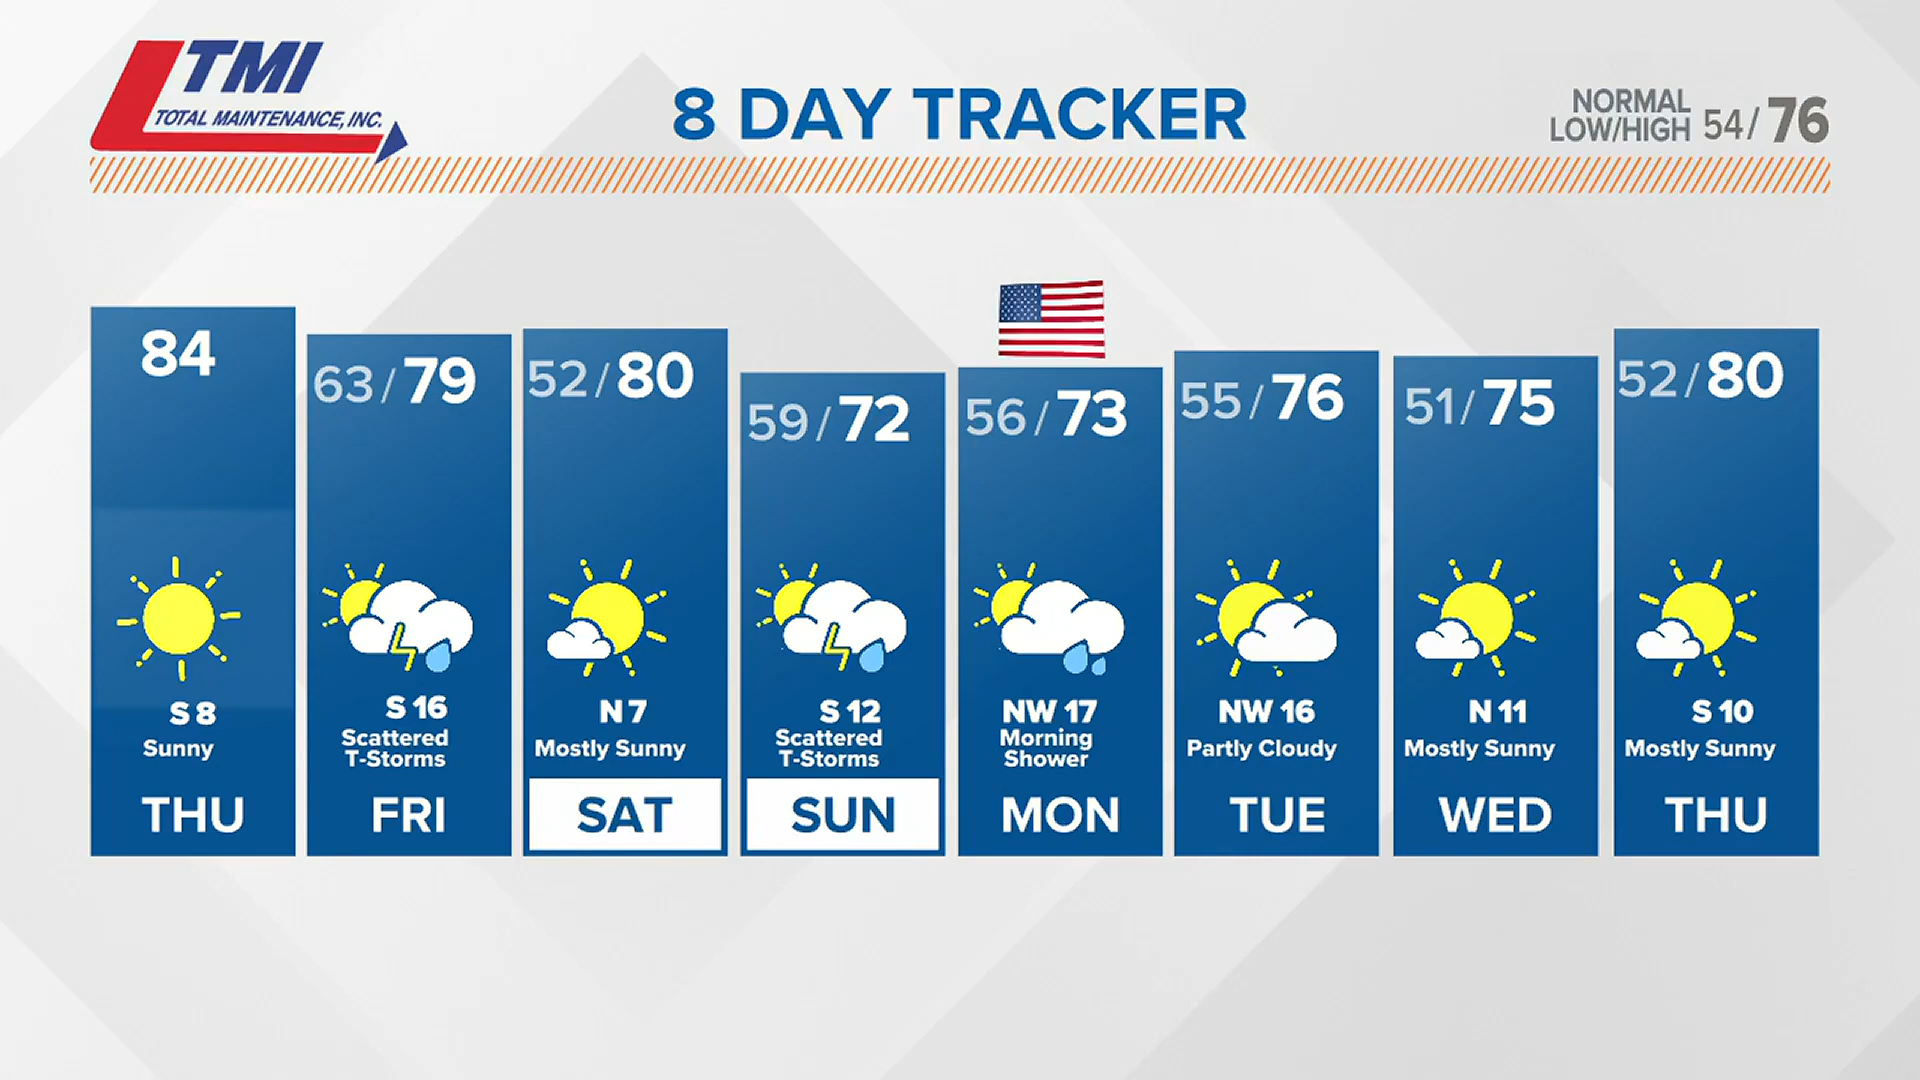 TMI
TOTAL MAINTENANCE, INC.
8 DAY TRACKER
NORMAL
LOW/HIGH 54/76
84
S 8
Sunny
THU
63/79
S 16
Scattered
T-Storms
FRI
52/80
N 7
Mostly Sunny
SAT
59/72
S 12
Scattered
T-Storms
SUN
56/73
NW 17
Morning
Shower
MON
55/76
NW 16
Partly Cloudy
TUE
51/75
N 11
Mostly Sunny
WED
52/80
S 10
Mostly Sunny
THU